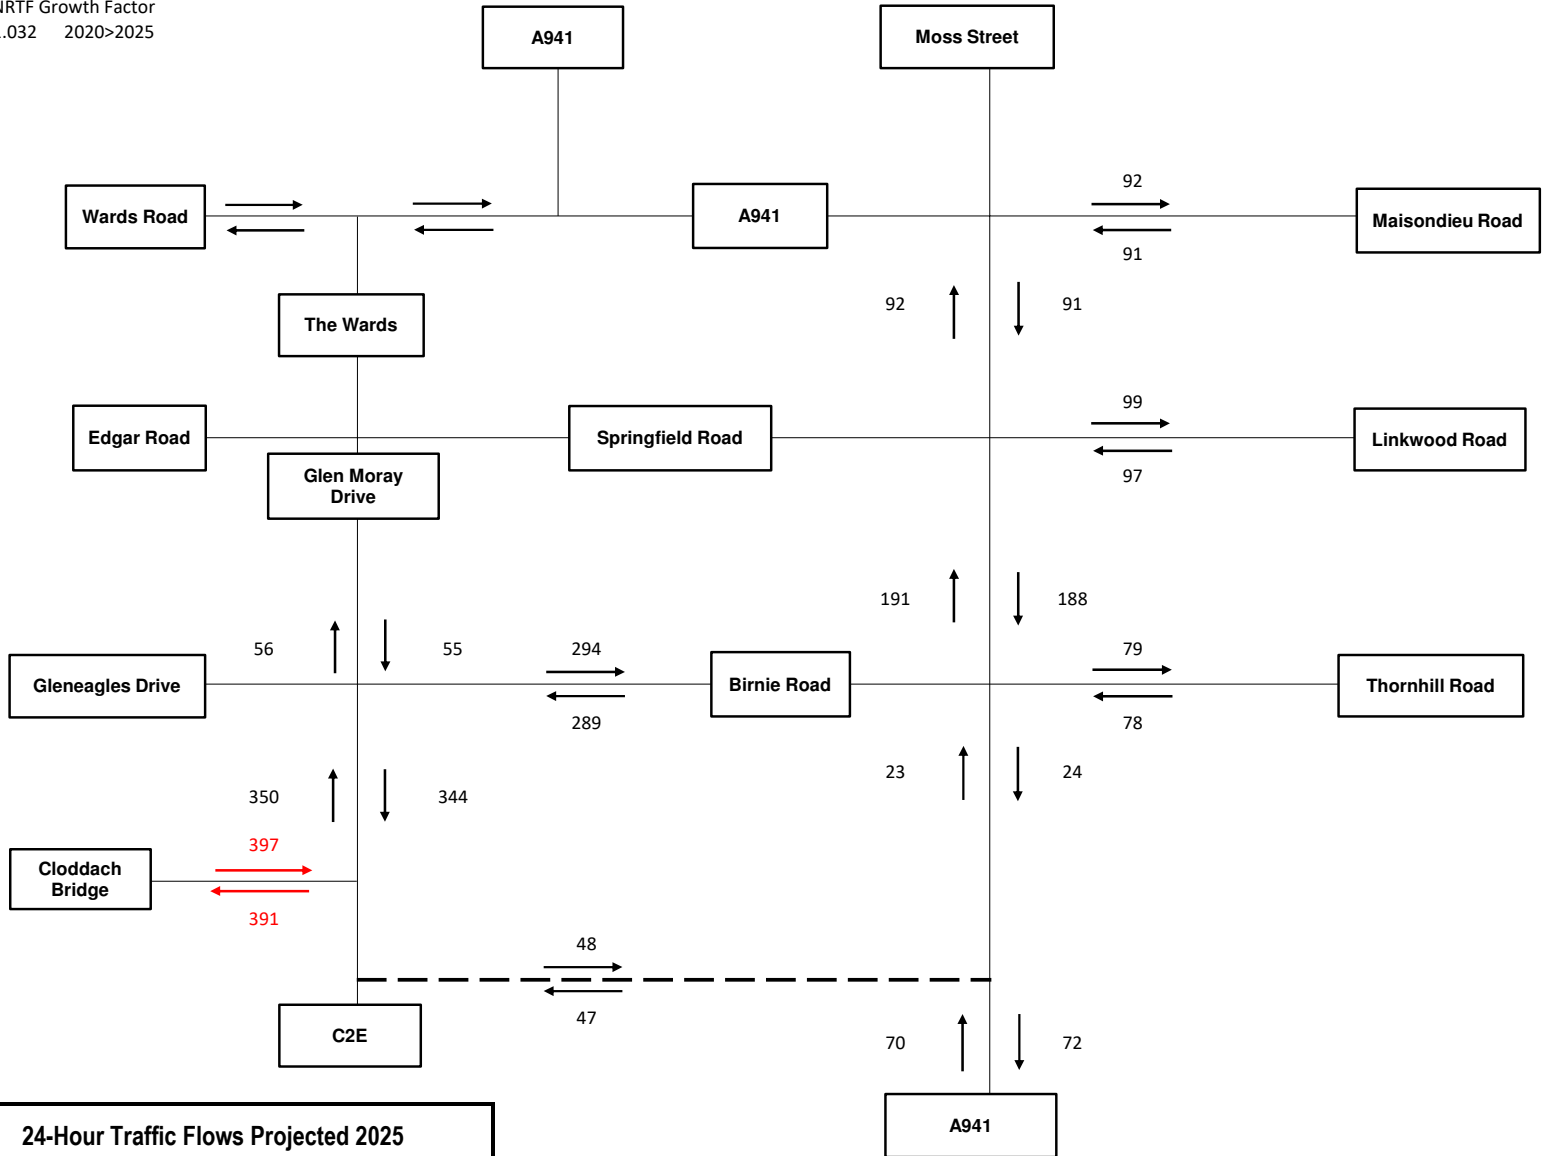 NRTF Growth Factor
1.032 2020>2025
A941
Moss Street
92
Wards Road
A941
Maisondieu Road
91
92
91
The Wards
99
Edgar Road
Springfield Road
Linkwood Road
97
Glen Moray
Drive
191
188
56
55
294
79
Gleneagles Drive
Birnie Road
Thornhill Road
289
78
23
24
350
344
397
Cloddach
Bridge
391
48
47
C2E
70
72
A941
24-Hour Traffic Flows Projected 2025